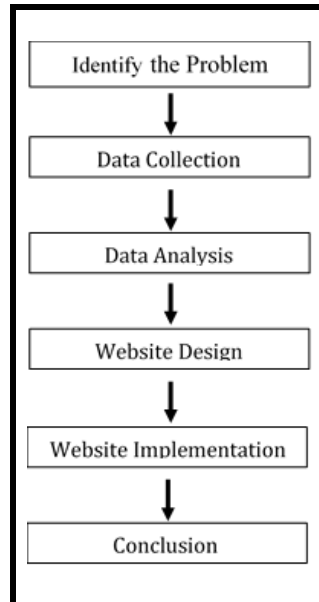 Identify the Problem
Data Collection
Data Analysis
Website Design
Website Implementation
Conclusion